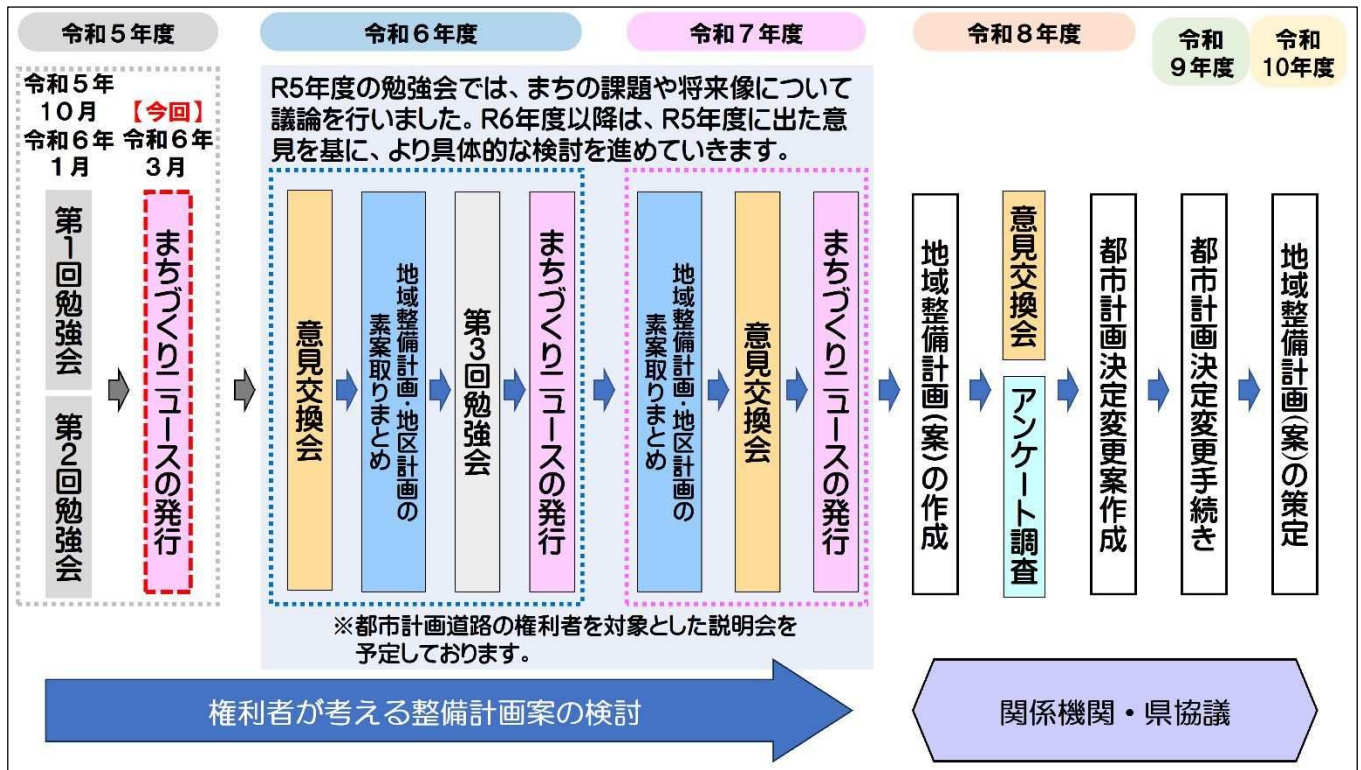 令和5年度
令和6年度
令和7年度
令和8年度
令和
9年度
令和
10年度
令和5年
10月
令和6年
1月
【今回】
令和6年
3月
R5年度の勉強会では、まちの課題や将来像について
議論を行いました。R6年度以降は、R5年度に出た意
見を基に、より具体的な検討を進めていきます。
第1回勉強会
第2回勉強会
まちづくりニュースの発行
意見交換会
地域整備計画・地区計画の
素案取りまとめ
第3回勉強会
まちづくりニュースの発行
地域整備計画・地区計画の
素案取りまとめ
意見交換会
まちづくりニュースの発行
地域整備計画(案)の作成
意見交換会
アンケート調査
都市計画決定変更案作成
都市計画決定変更手続き
地域整備計画(案)の策定
※都市計画道路の権利者を対象とした説明会を
予定しております。
権利者が考える整備計画案の検討
関係機関・県協議